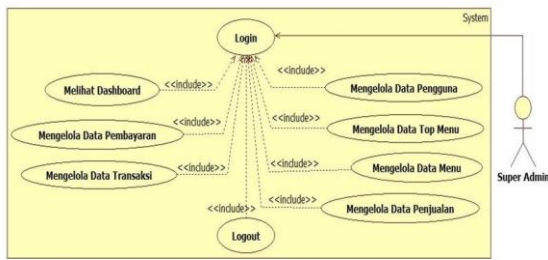 System
Login
<<include>>
<<include>>
Melihat Dashboard
Mengelola Data Pengguna
<<include>>
<<include>>
Mengelola Data Pembayaran
Mengelola Data Top Menu
<<include>>
<<include>>
Mengelola Data Transaksi
Mengelola Data Menu
Super Admin
<<include>>
<<include>>
Mengelola Data Penjualan
Logout